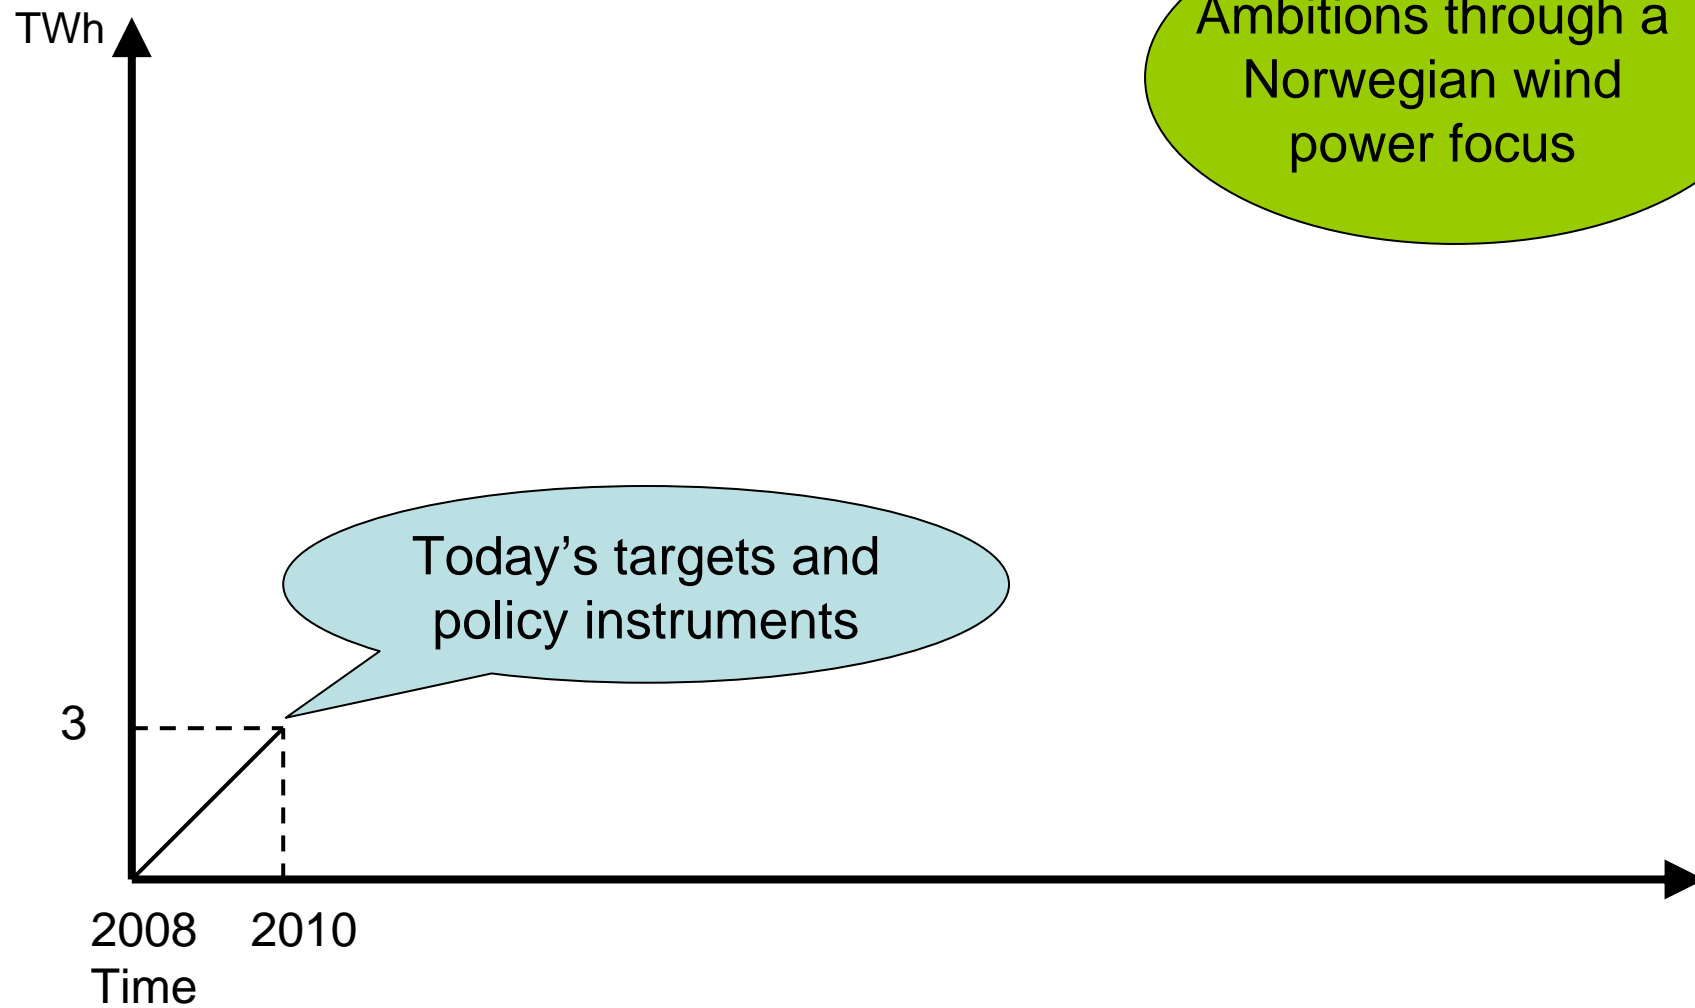 TWh
Ambitions through a
Norwegian wind
power focus
Today’s targets and
policy instruments
3
2008 2010
Time